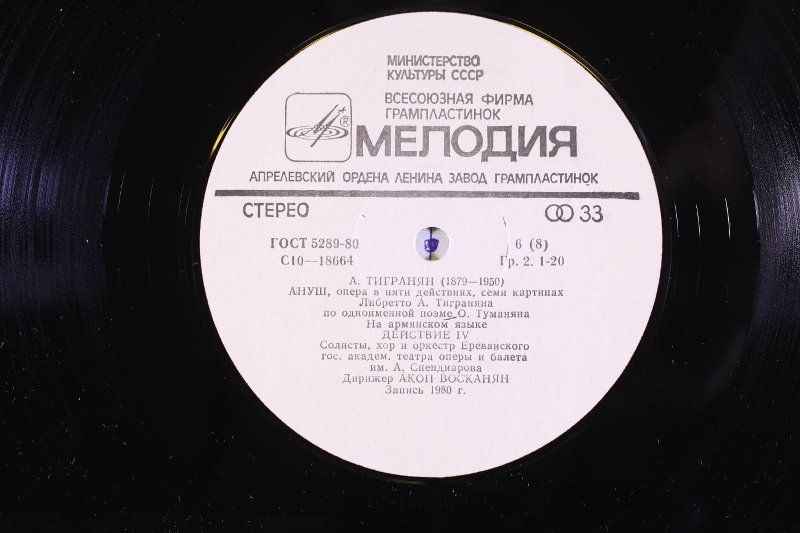 МИНИСТЕРСТВО
КУЛЬТУРЫ СССР
ВСЕСОЮЗНАЯ ФИРМА
ГРАМПЛАСТИНОК
®
МЕЛОДИЯ
АПРЕЛЕВСКИЙ ОРДЕНА ЛЕНИНА ЗАВОД ГРАМПЛАСТИНОК
СТЕРЕО
33
ГОСТ 5289-80
6 (8)
С10—18664
Гр. 2. 1-20
А. ТИГРАНЯН (1879—1950)
АНУШ, опера в пяти действиях, семи картинах
Либретто А. Тиграняна
по одноименной поэме О. Туманяна
На армянском языке
ДЕЙСТВИЕ IV
Солисты, хор и оркестр Ереванского
гос. академ. театра оперы и балета
им. А. Спендиарова
Дирижер АКОП ВОСКАНЯН
Запись 1980 г.